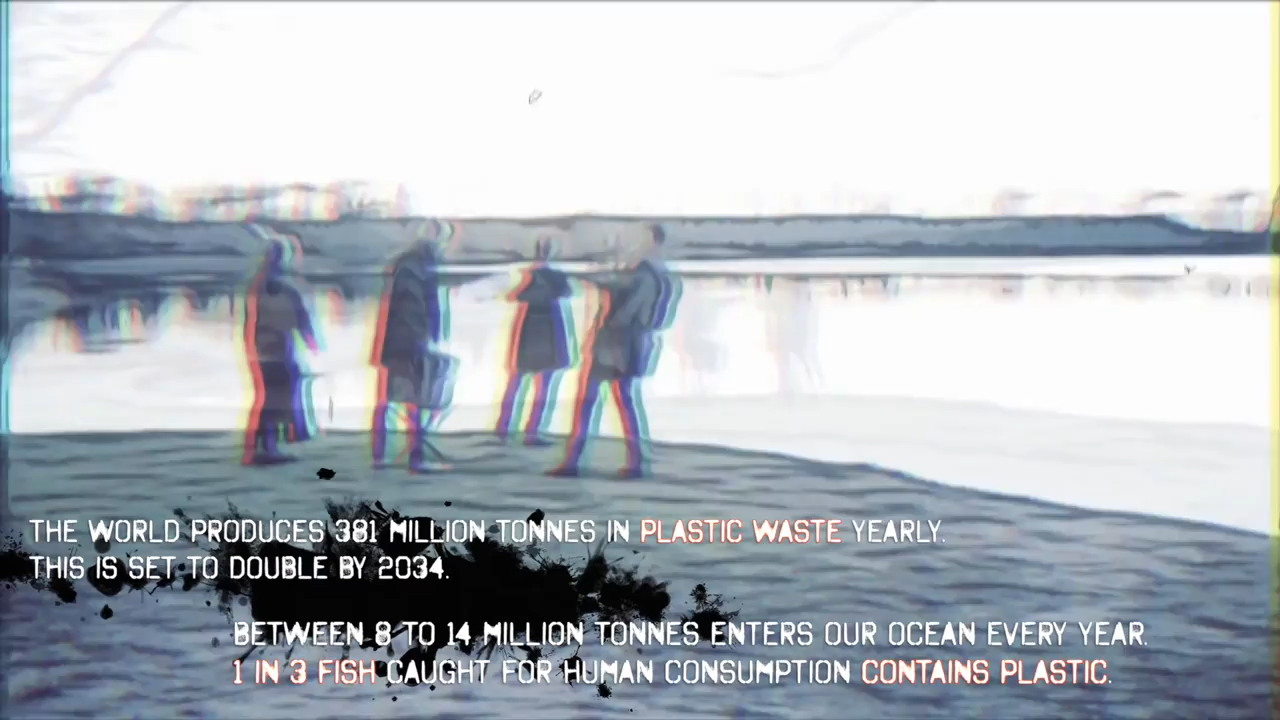 THE WORLD PRODUCES 381 MILLION TONNES IN PLASTIC WASTE YEARLY.
THIS IS SET TO DOUBLE BY 2034.
BETWEEN 8 TO 14 MILLION TONNES ENTERS OUR OCEAN EVERY YEAR.
1 IN 3 FISH CAUGHT FOR HUMAN CONSUMPTION CONTAINS PLASTIC.